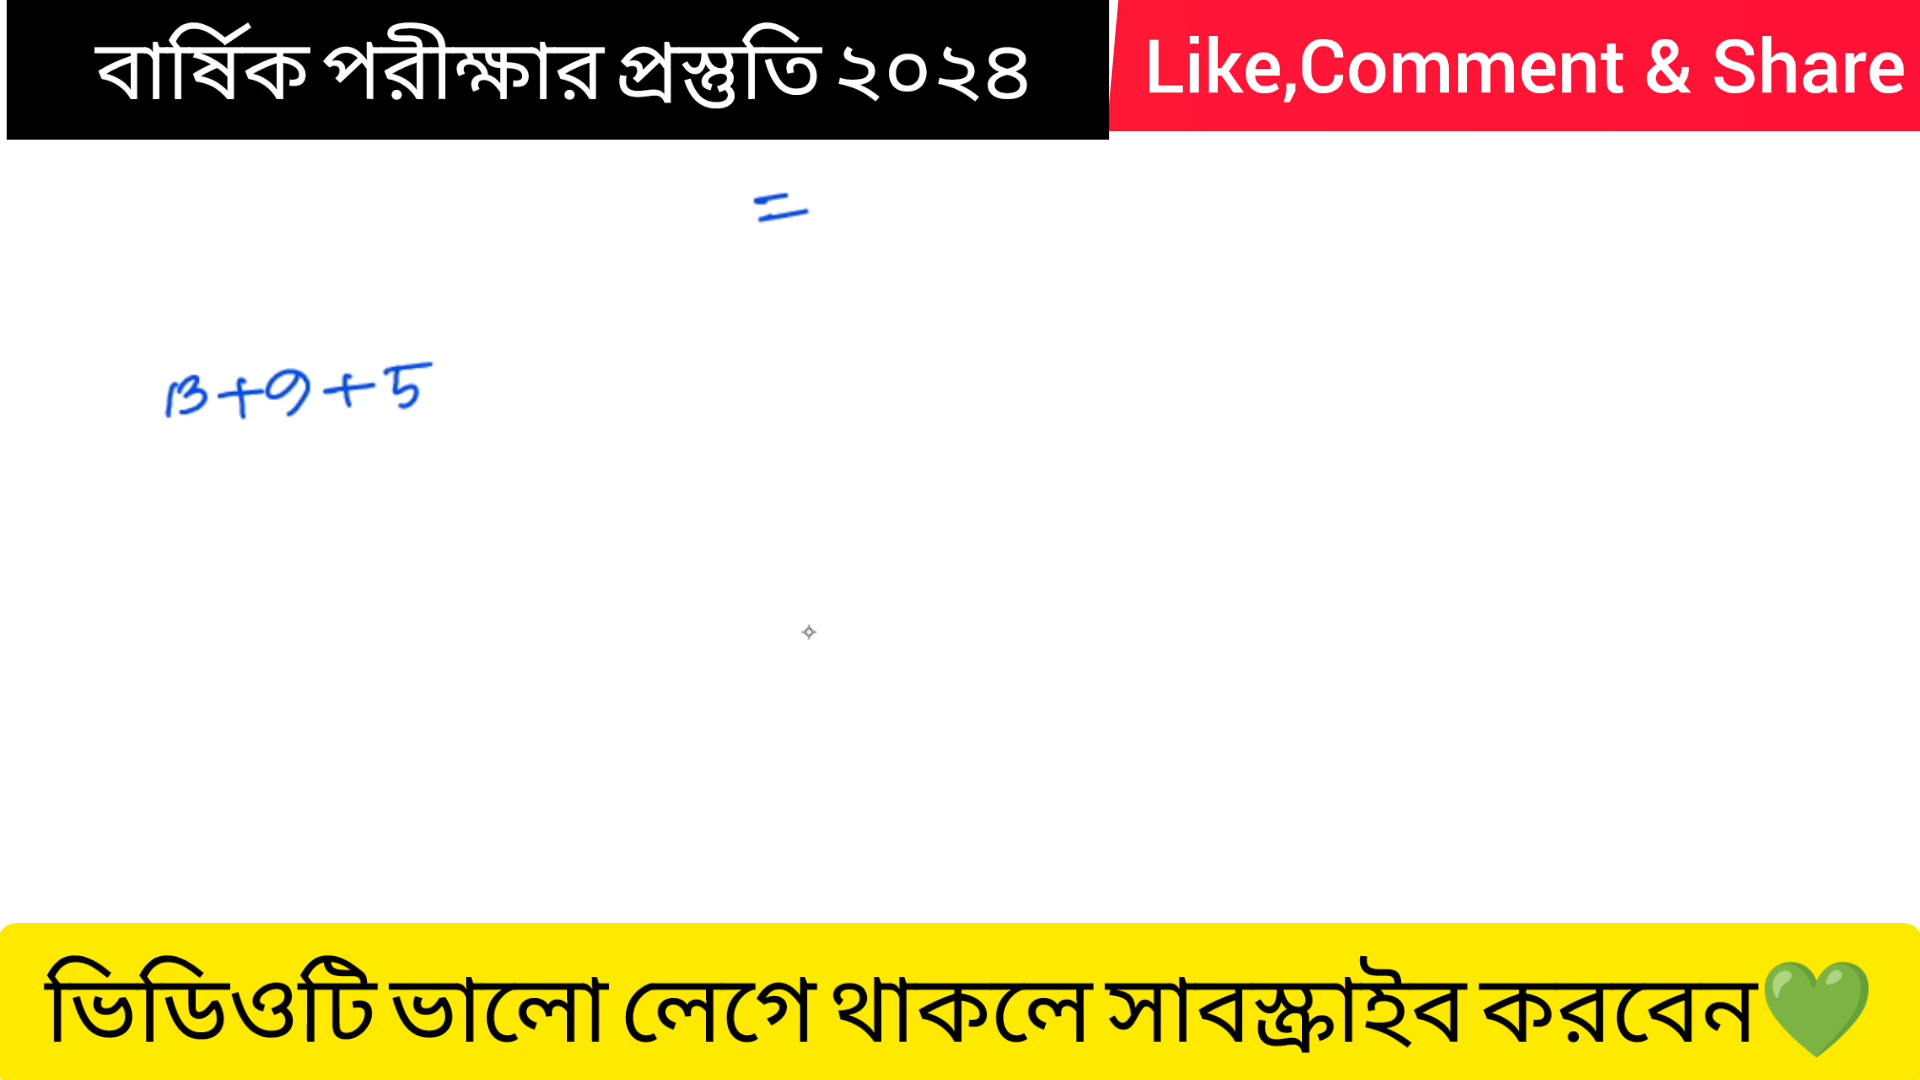 বার্ষিক পরীক্ষার প্রস্তুতি ২০২৪
Like,Comment & Share
=
13+9+5
ভিডিওটি ভালো লেগে থাকলে সাবস্ক্রাইব করবেন💚